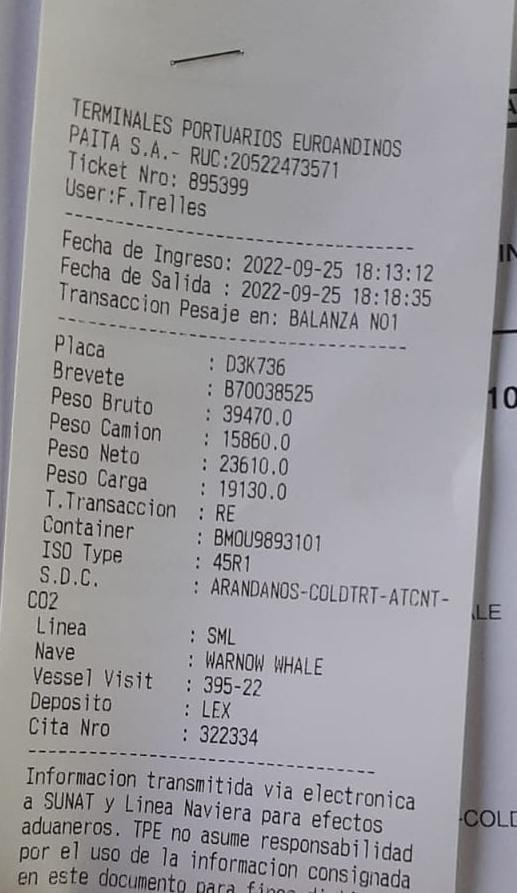 TERMINALES PORTUARIOS EUROANDINOS
PAITA S.A.- RUC:20522473571
Ticket Nro: 895399
User:F.Trelles
--------------------------------
Fecha de Ingreso: 2022-09-25 18:13:12
Fecha de Salida : 2022-09-25 18:18:35
Transaccion Pesaje en: BALANZA NO1
--------------------------------
Placa : D3K736
Brevete : B70038525
Peso Bruto : 39470.0
Peso Camion : 15860.0
Peso Neto : 23610.0
Peso Carga : 19130.0
T.Transaccion : RE
Container : BMOU9893101
ISO Type : 45R1
S.D.C. : ARANDANOS-COLDTRT-ATCNT-
CO2
Linea : SML
Nave : WARNOW WHALE
Vessel Visit : 395-22
Deposito : LEX
Cita Nro : 322334
--------------------------------
Informacion transmitida via electronica
a SUNAT y Linea Naviera para efectos
aduaneros. TPE no asume responsabilidad
por el uso de la informacion consignada
en este documento para fines
IN
10
LE
-COLD